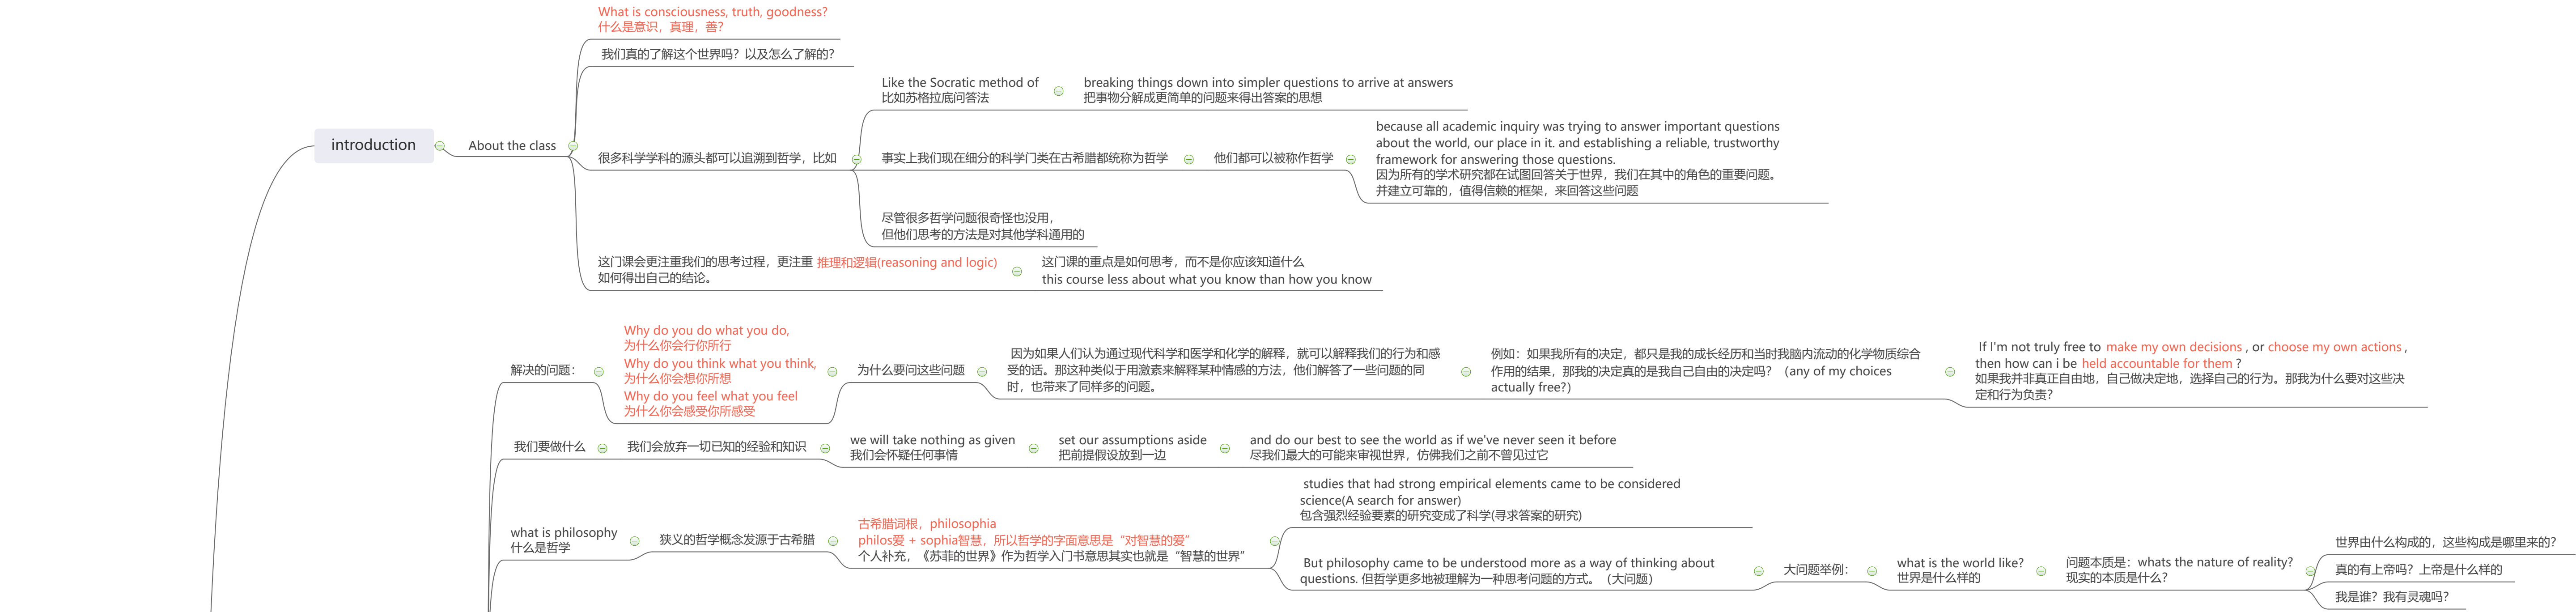 What is consciousness, truth, goodness?
什么是意识，真理，善？
我们真的了解这个世界吗？以及怎么了解的？
introduction
About the class
很多科学学科的源头都可以追溯到哲学，比如
Like the Socratic method of
比如苏格拉底问答法
breaking things down into simpler questions to arrive at answers
把事物分解成更简单的问题来得出答案的思想
事实上我们现在细分的科学门类在古希腊都统称为哲学
他们都可以被称作哲学
because all academic inquiry was trying to answer important questions
about the world, our place in it. and establishing a reliable, trustworthy
framework for answering those questions.
因为所有的学术研究都在试图回答关于世界，我们在其中的角色的重要问题。
并建立可靠的，值得信赖的框架，来回答这些问题
尽管很多哲学问题很奇怪也没用，
但他们思考的方法是对其他学科通用的
这门课会更注重我们的思考过程，更注重 推理和逻辑(reasoning and logic)
如何得出自己的结论。
这门课的重点是如何思考，而不是你应该知道什么
this course less about what you know than how you know
解决的问题：
Why do you do what you do,
为什么你会行你所行
Why do you think what you think,
为什么你会想你所想
Why do you feel what you feel
为什么你会感受你所感受
为什么要问这些问题
因为如果人们认为通过现代科学和医学和化学的解释，就可以解释我们的行为和感
受的话。那这种类似于用激素来解释某种情感的方法，他们解答了一些问题的同
时，也带来了同样多的问题。
例如：如果我所有的决定，都只是我的成长经历和当时我脑内流动的化学物质综合
作用的结果，那我的决定真的是我自己自由的决定吗？（any of my choices
actually free?）
If I'm not truly free to make my own decisions , or choose my own actions ,
then how can i be held accountable for them ?
如果我并非真正自由地，自己做决定地，选择自己的行为。那我为什么要对这些决
定和行为负责？
我们要做什么
我们会放弃一切已知的经验和知识
we will take nothing as given
我们会怀疑任何事情
set our assumptions aside
把前提假设放到一边
and do our best to see the world as if we've never seen it before
尽我们最大的可能来审视世界，仿佛我们之前不曾见过它
what is philosophy
什么是哲学
狭义的哲学概念发源于古希腊
古希腊词根，philosophia
philos爱 + sophia智慧，所以哲学的字面意思是“对智慧的爱”
个人补充，《苏菲的世界》作为哲学入门书意思其实也就是“智慧的世界”
studies that had strong empirical elements came to be considered
science(A search for answer)
包含强烈经验要素的研究变成了科学(寻求答案的研究)
But philosophy came to be understood more as a way of thinking about
questions. 但哲学更多地被理解为一种思考问题的方式。（大问题）
大问题举例：
what is the world like?
世界是什么样的
问题本质是：whats the nature of reality?
现实的本质是什么？
世界由什么构成的，这些构成是哪里来的？
真的有上帝吗？上帝是什么样的
我是谁？我有灵魂吗？